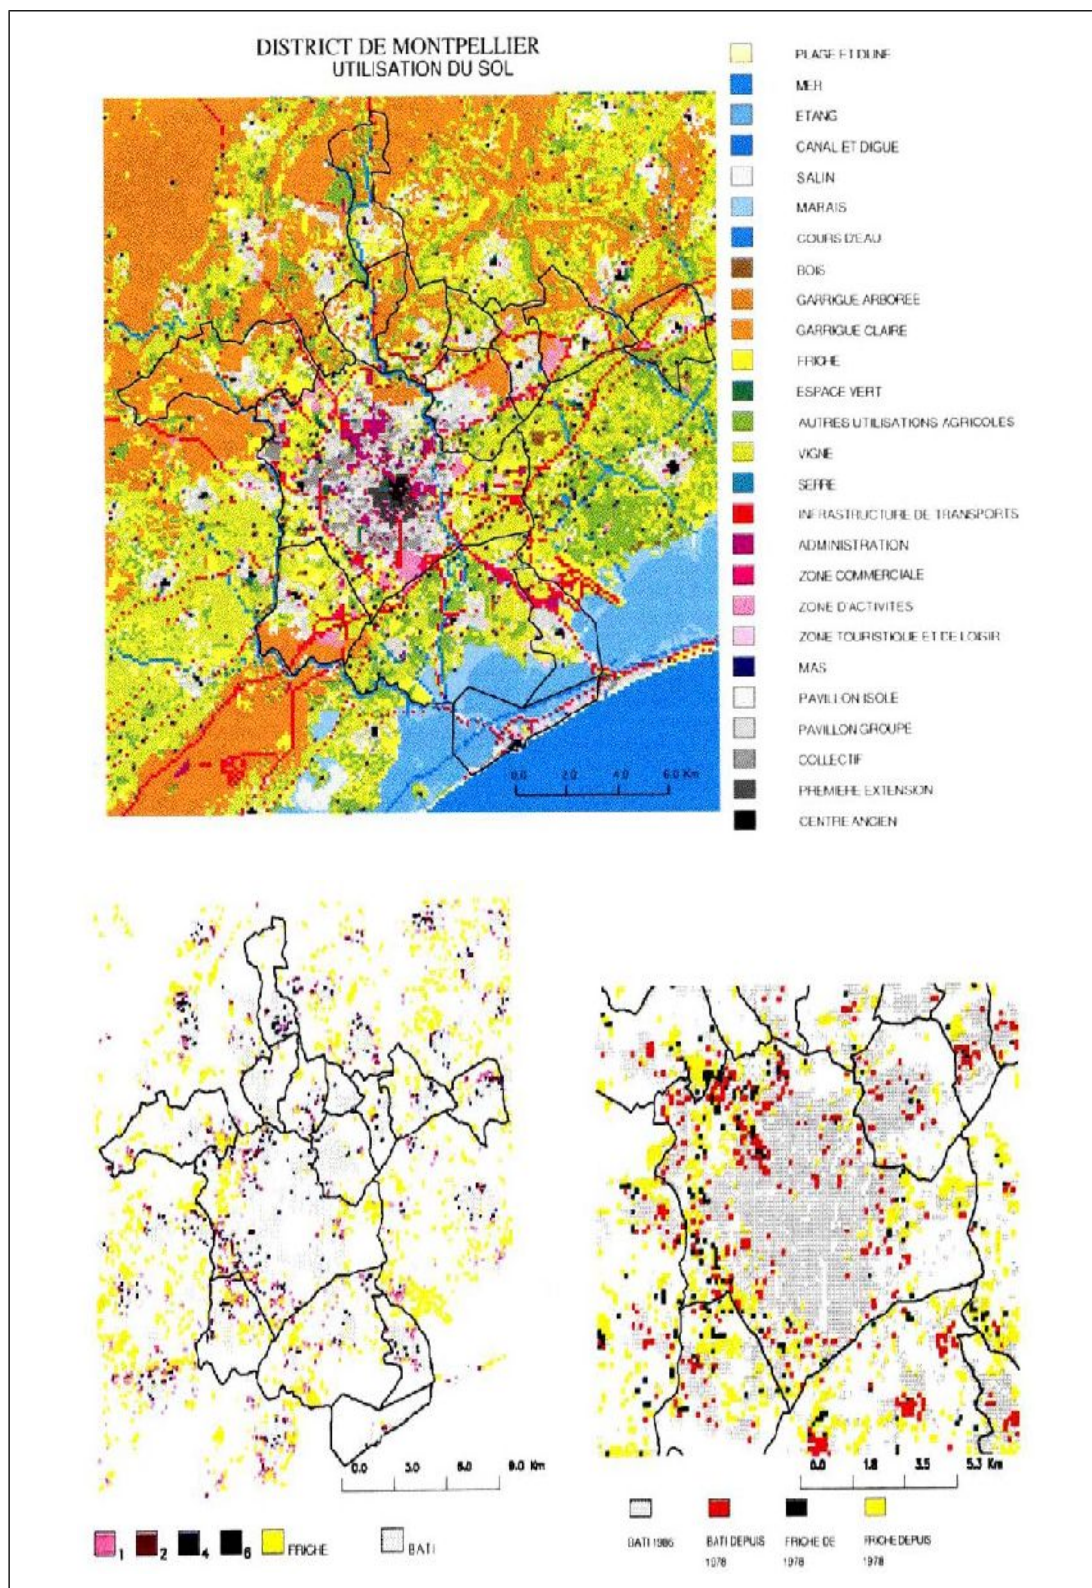 DISTRICT DE MONTPELLIER
UTILISATION DU SOL
PLAGE ET DUNE
MER
ETANG
CANAL ET DIGUE
SALIN
MARAIS
COURS D'EAU
BOIS
GARRIGUE ARBOREE
GARRIGUE CLAIRE
FRICHE
ESPACE VERT
AUTRES UTILISATIONS AGRICOLES
VIGNE
SERRE
INFRASTRUCTURE DE TRANSPORTS
ADMINISTRATION
ZONE COMMERCIALE
ZONE D'ACTIVITES
ZONE TOURISTIQUE ET DE LOISIR
MAS
PAVILLON ISOLE
PAVILLON GROUPE
COLLECTIF
PREMIERE EXTENSION
CENTRE ANCIEN
0.0 2.0 4.0 6.0 Km
0.0 3.0 6.0 9.0 Km
1 2 4 6 FRICHE BATI
0.0 1.8 3.5 5.3 Km
BATI 1986 BATI DEPUIS FRICHE DE FRICHE DEPUIS
1978 1978 1978